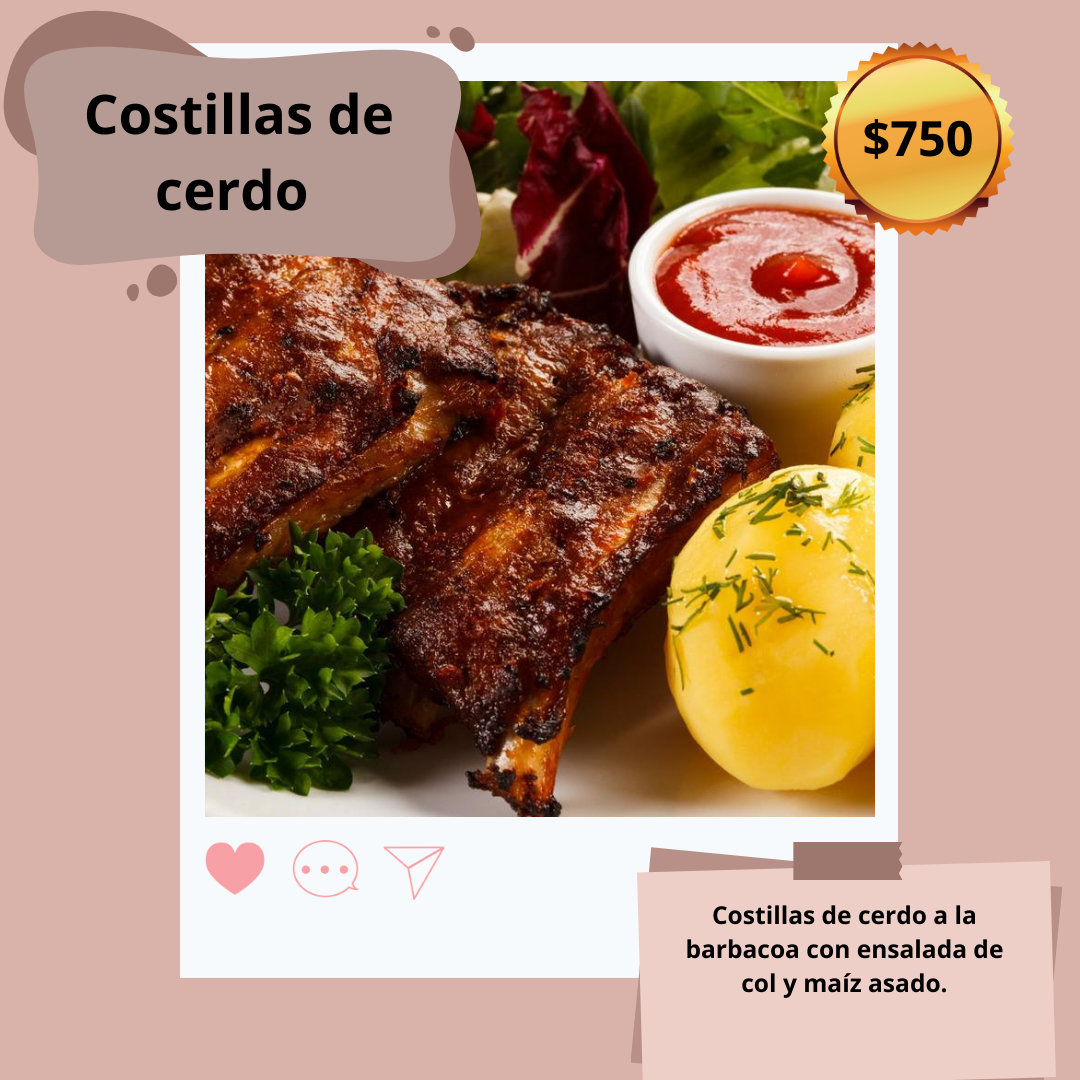 Costillas de
cerdo
$750
Costillas de cerdo a la
barbacoa con ensalada de
col y maíz asado.